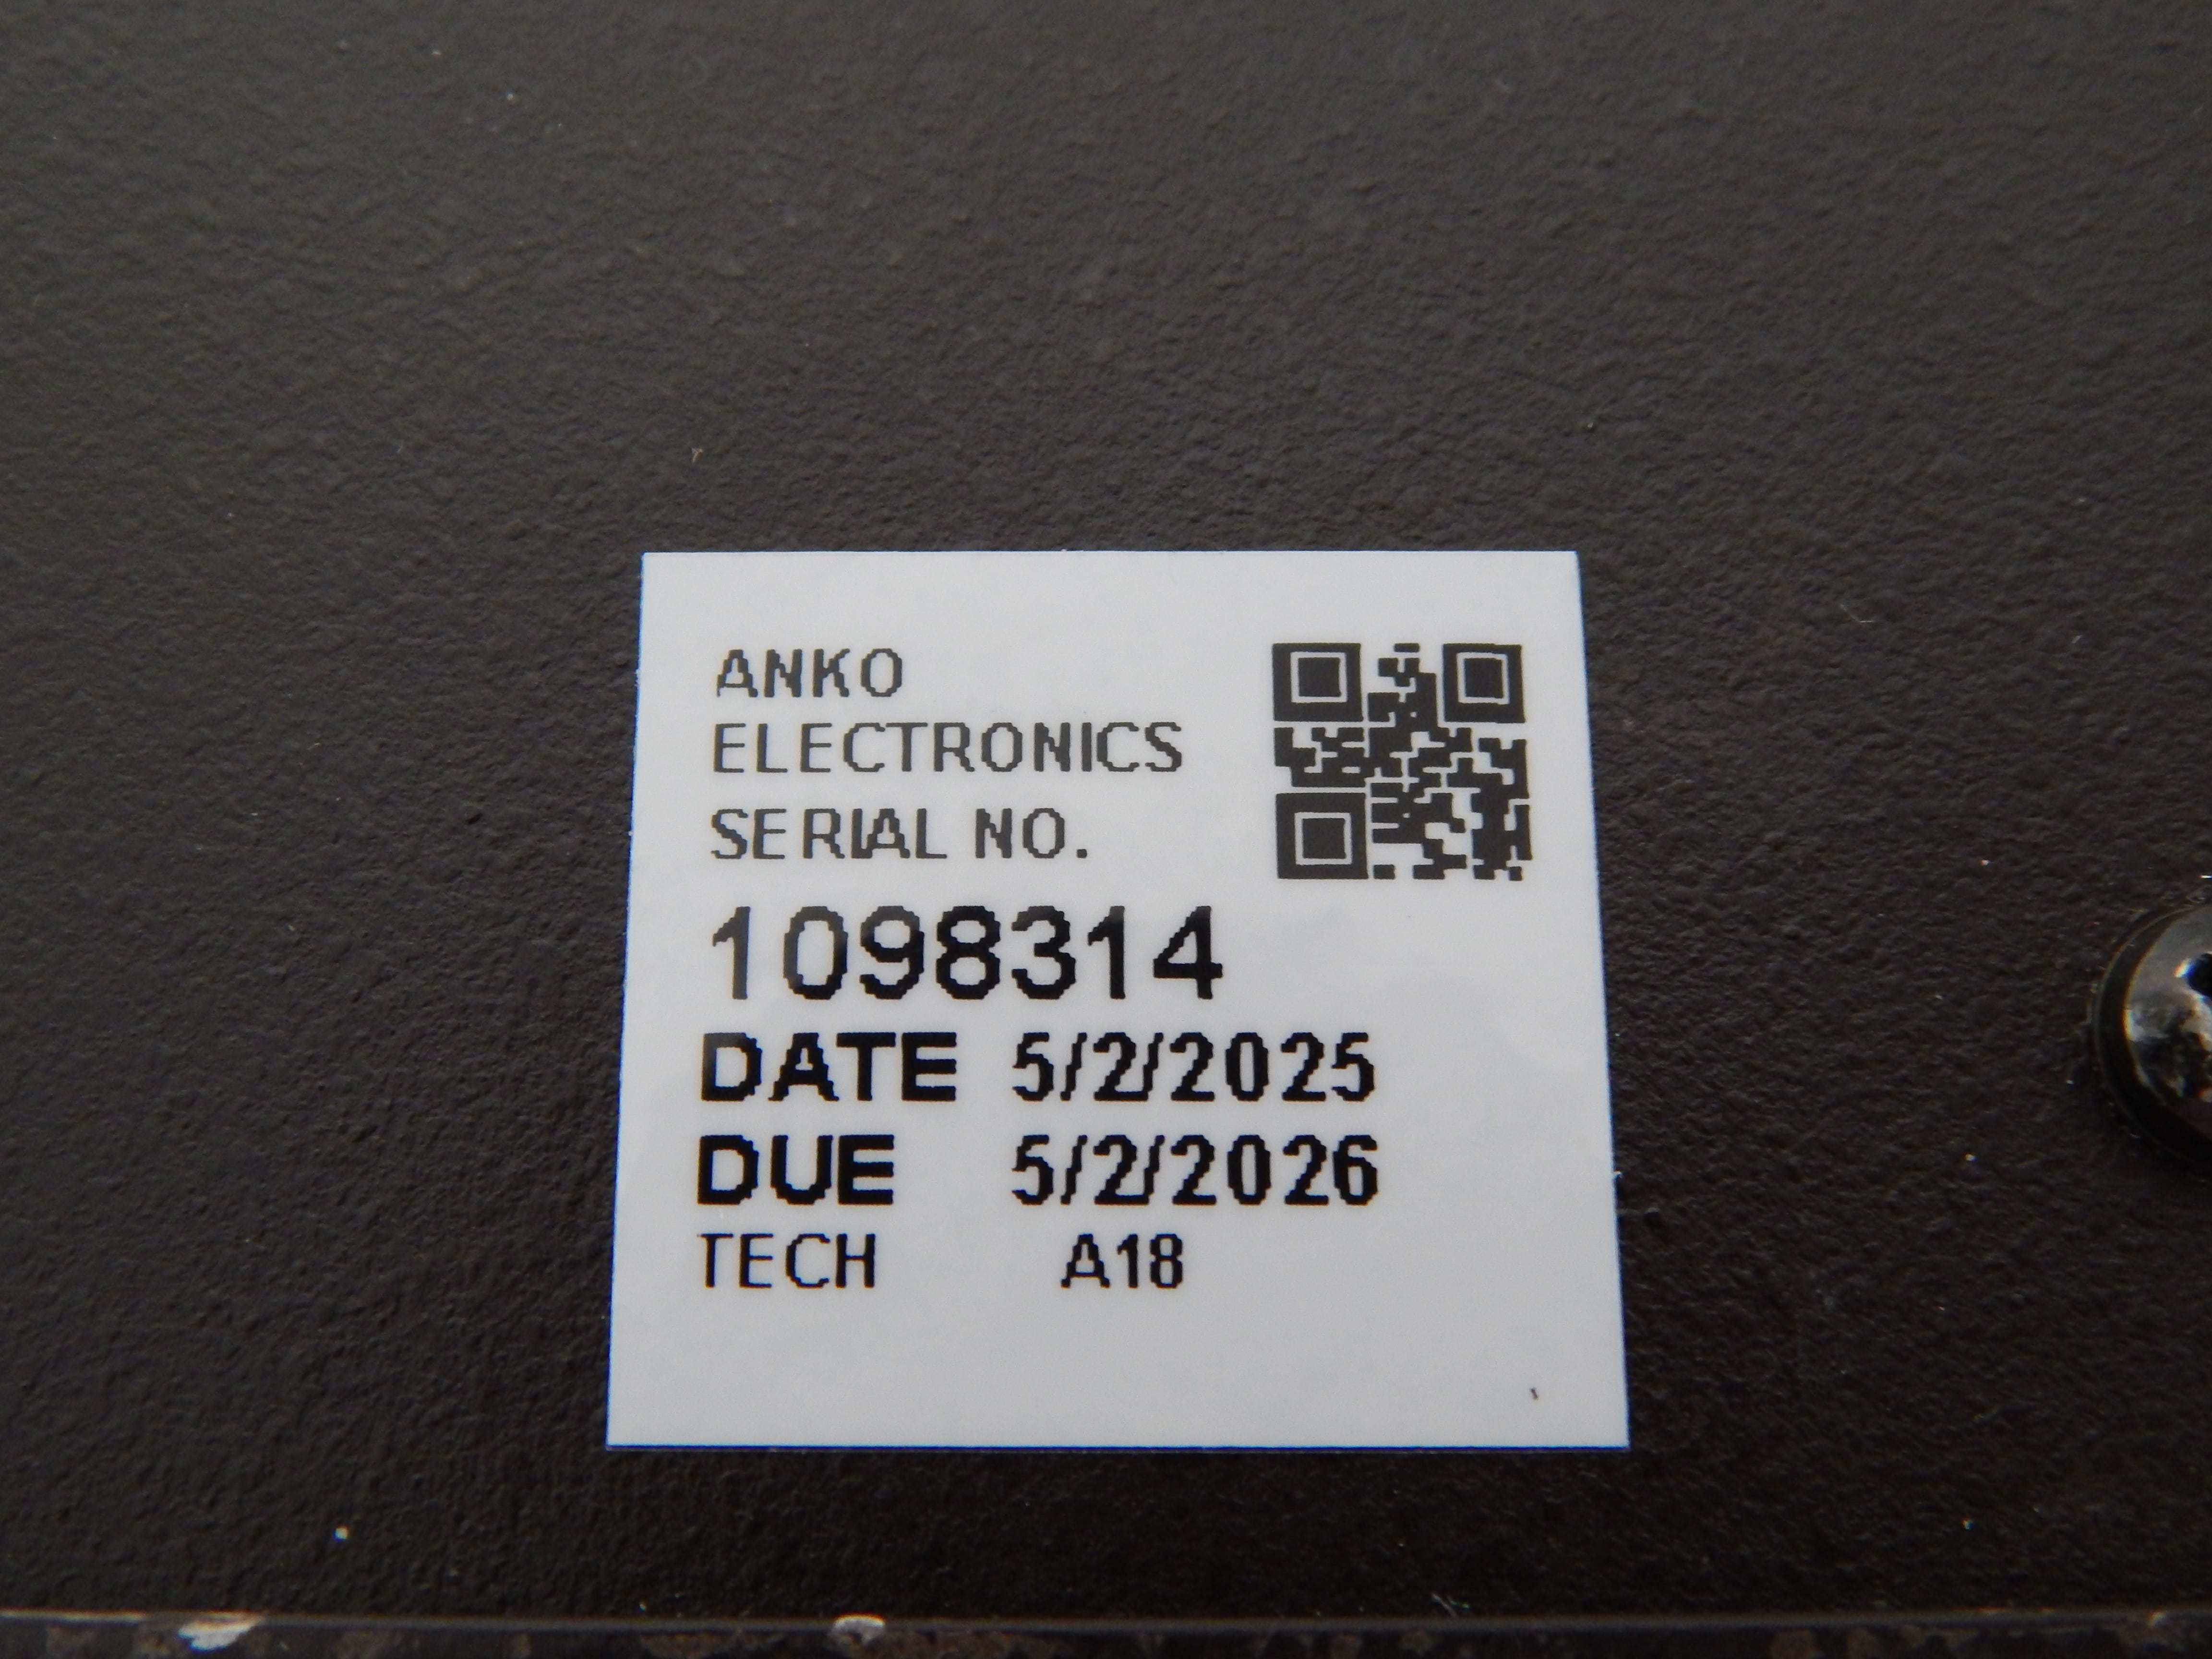 ANKO
ELECTRONICS
SERIAL NO.
1098314
DATE 5/2/2025
DUE 5/2/2026
TECH A18